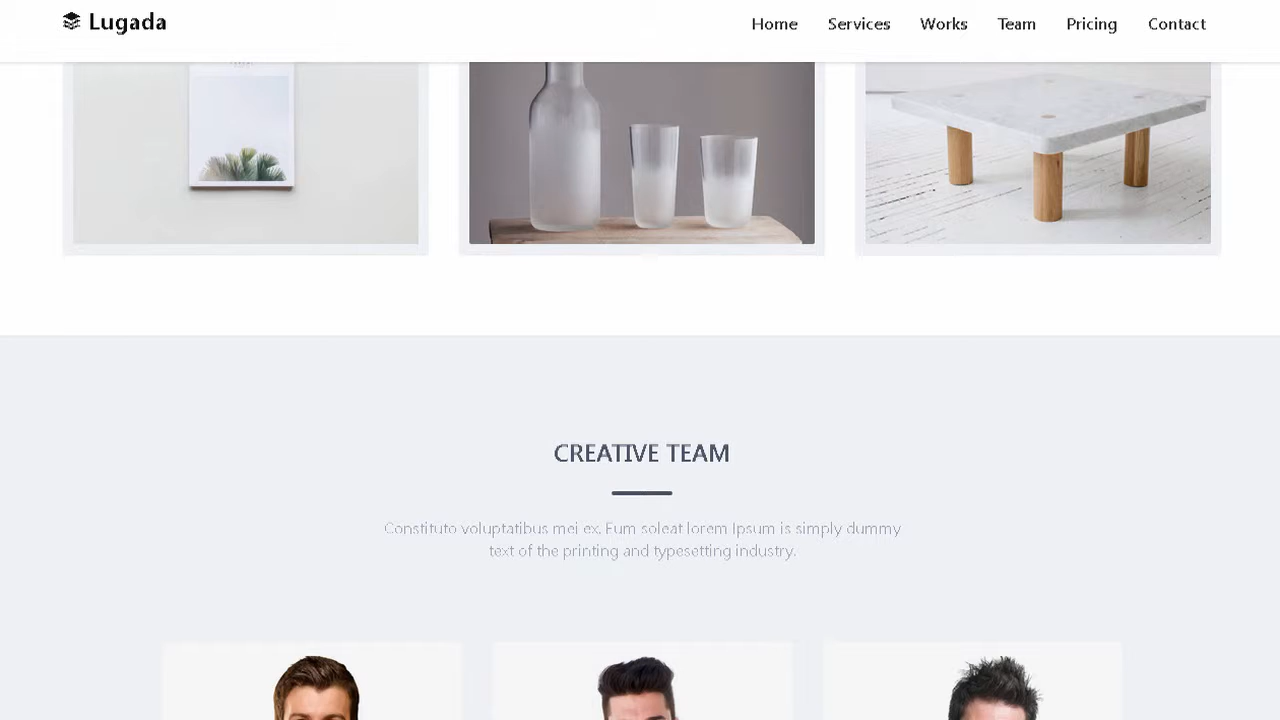 Lugada
Home Services Works Team Pricing Contact
CREATIVE TEAM
Constituto voluptatibus mei ex. Eum soleat lorem Ipsum is simply dummy
text of the printing and typesetting industry.